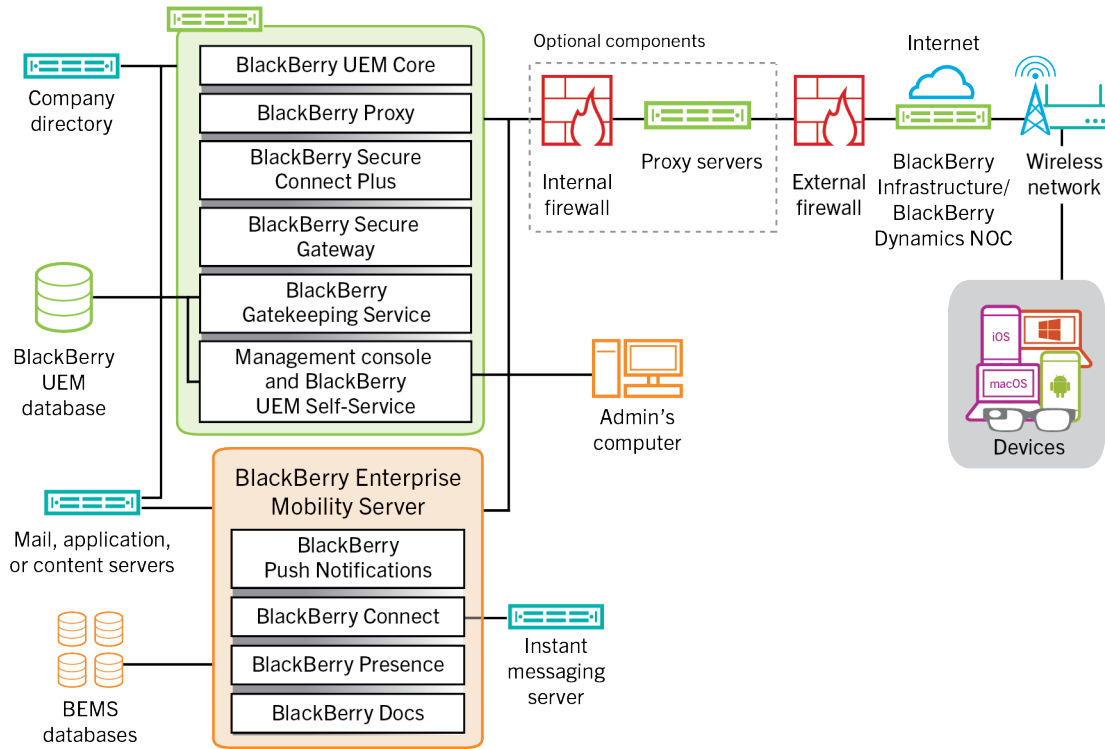 Company
directory
BlackBerry UEM Core
BlackBerry Proxy
BlackBerry Secure
Connect Plus
BlackBerry Secure
Gateway
BlackBerry
Gatekeeping Service
Management console
and BlackBerry
UEM Self-Service
BlackBerry
UEM
database
Optional components
Internal
firewall
Proxy servers
External
firewall
Internet
BlackBerry
Infrastructure/
BlackBerry
Dynamics NOC
Wireless
network
iOS
macOS
Devices
Admin's
computer
BlackBerry Enterprise
Mobility Server
BlackBerry
Push Notifications
BlackBerry Connect
BlackBerry Presence
BlackBerry Docs
Mail, application,
or content servers
BEMS
databases
Instant
messaging
server